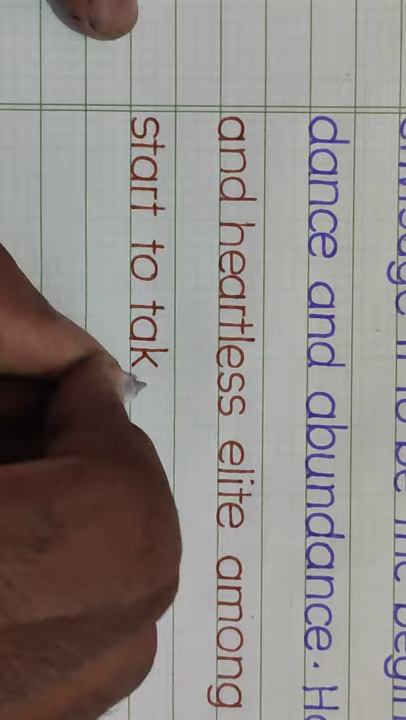 dance and abundance. H
and heartless elite among
start to tak